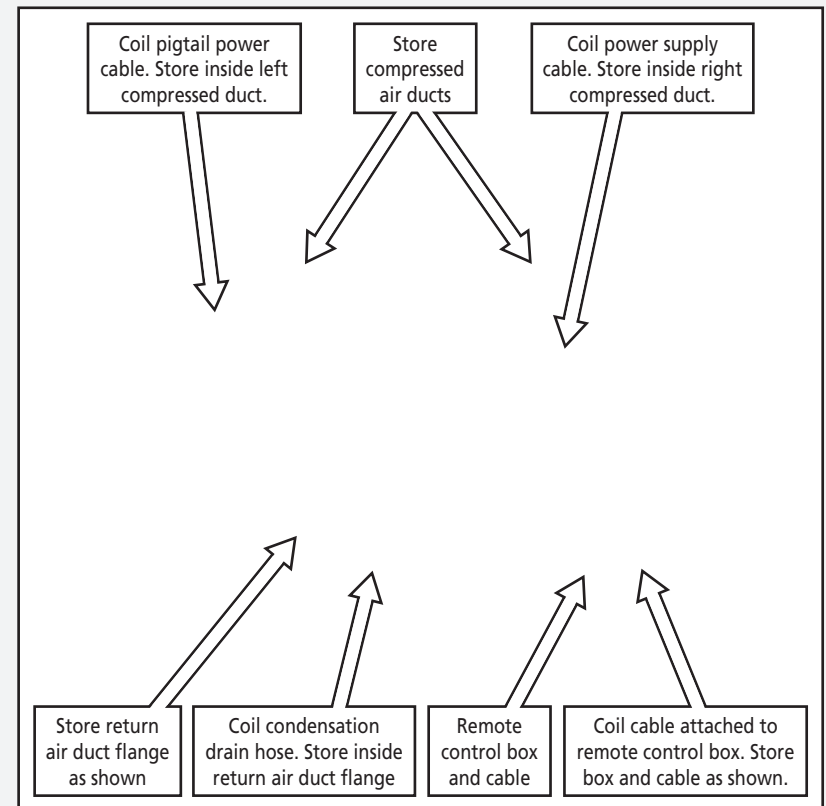 Coil pigtail power
cable. Store inside left
compressed duct.
Store
compressed
air ducts
Coil power supply
cable. Store inside right
compressed duct.
Store return
air duct flange
as shown
Coil condensation
drain hose. Store inside
return air duct flange
Remote
control box
and cable
Coil cable attached to
remote control box. Store
box and cable as shown.